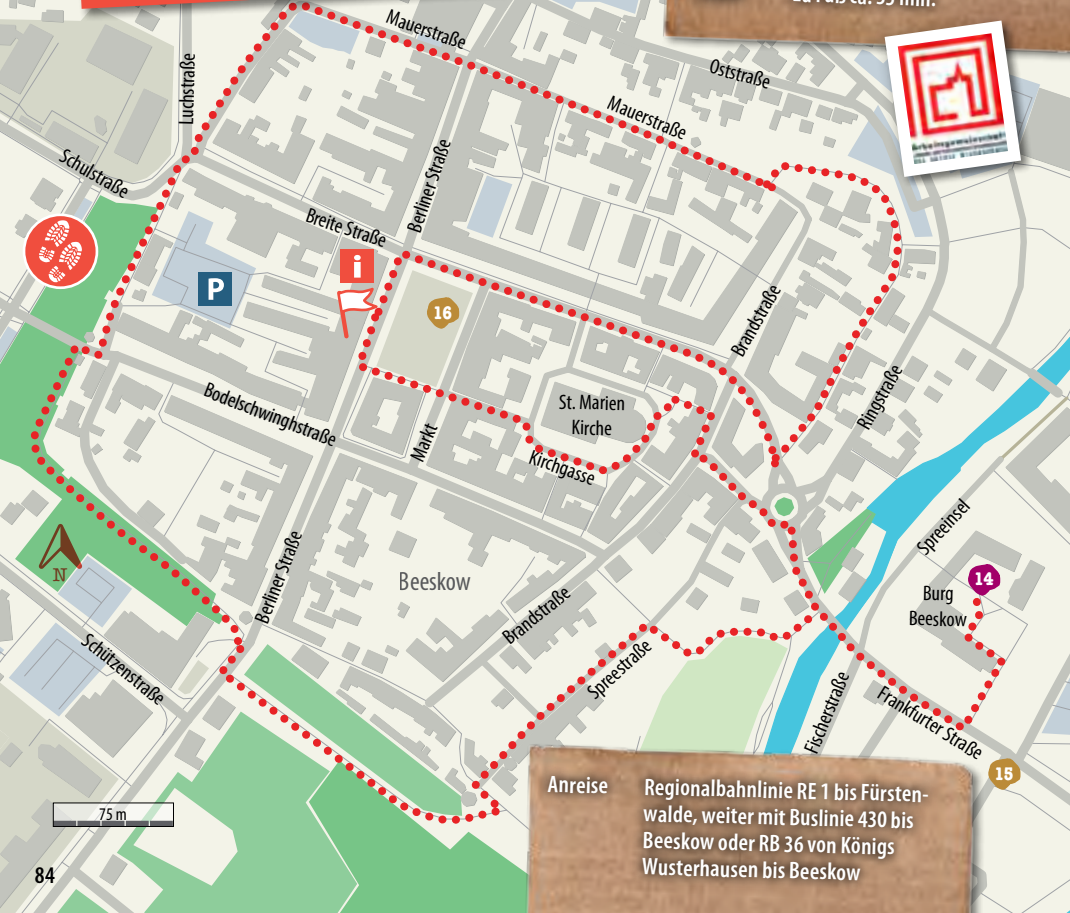 Mauerstraße
Oststraße
Luchstraße
Mauerstraße
Schulstraße
Berliner Straße
Breite Straße
i
P
16
Brandstraße
Ringstraße
Bodelschwinghstraße
St. Marien
Kirche
Markt
Kirchgasse
Spreeinsel
N
Beeskow
14
Burg
Beeskow
Berliner Straße
Brandstraße
Schützenstraße
Spreestraße
Fischerstraße
Frankfurter Straße
15
75 m
Anreise Regionalbahnlinie RE 1 bis Fürsten-
walde, weiter mit Buslinie 430 bis
Beeskow oder RB 36 von Königs
Wusterhausen bis Beeskow
84